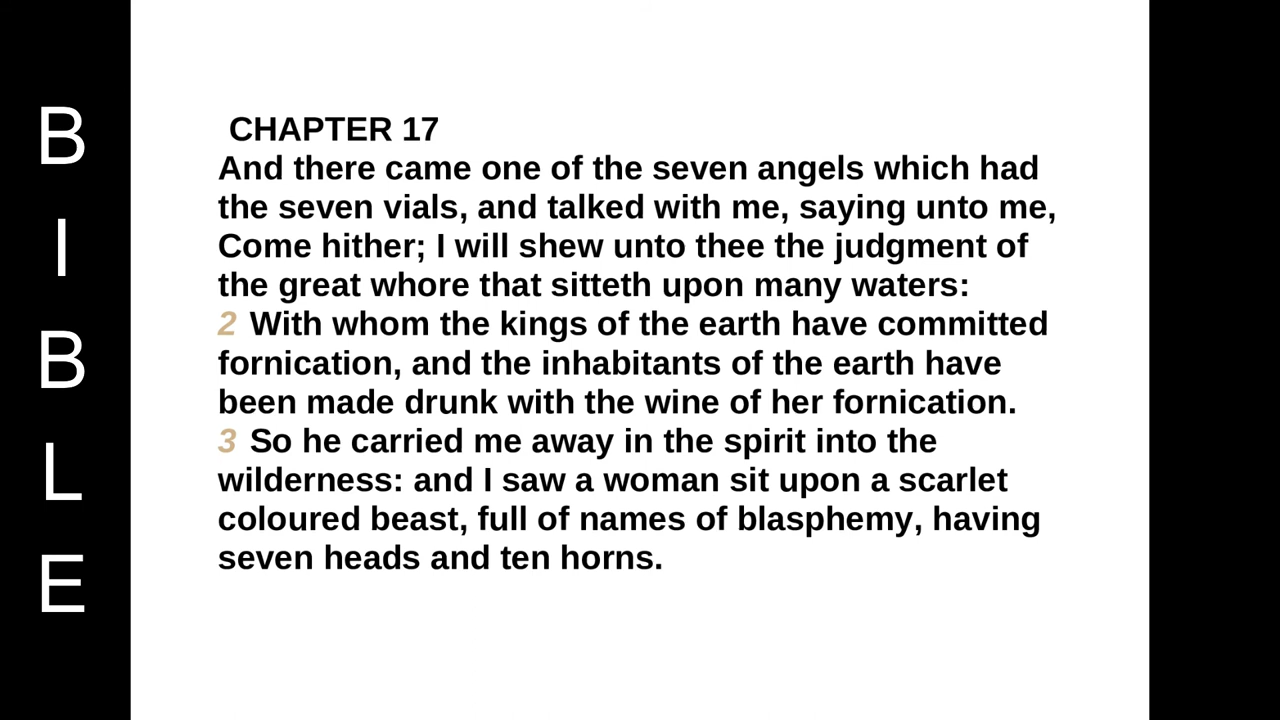 B
I
B
L
E
CHAPTER 17
And there came one of the seven angels which had
the seven vials, and talked with me, saying unto me,
Come hither; I will shew unto thee the judgment of
the great whore that sitteth upon many waters:
2 With whom the kings of the earth have committed
fornication, and the inhabitants of the earth have
been made drunk with the wine of her fornication.
3 So he carried me away in the spirit into the
wilderness: and I saw a woman sit upon a scarlet
coloured beast, full of names of blasphemy, having
seven heads and ten horns.